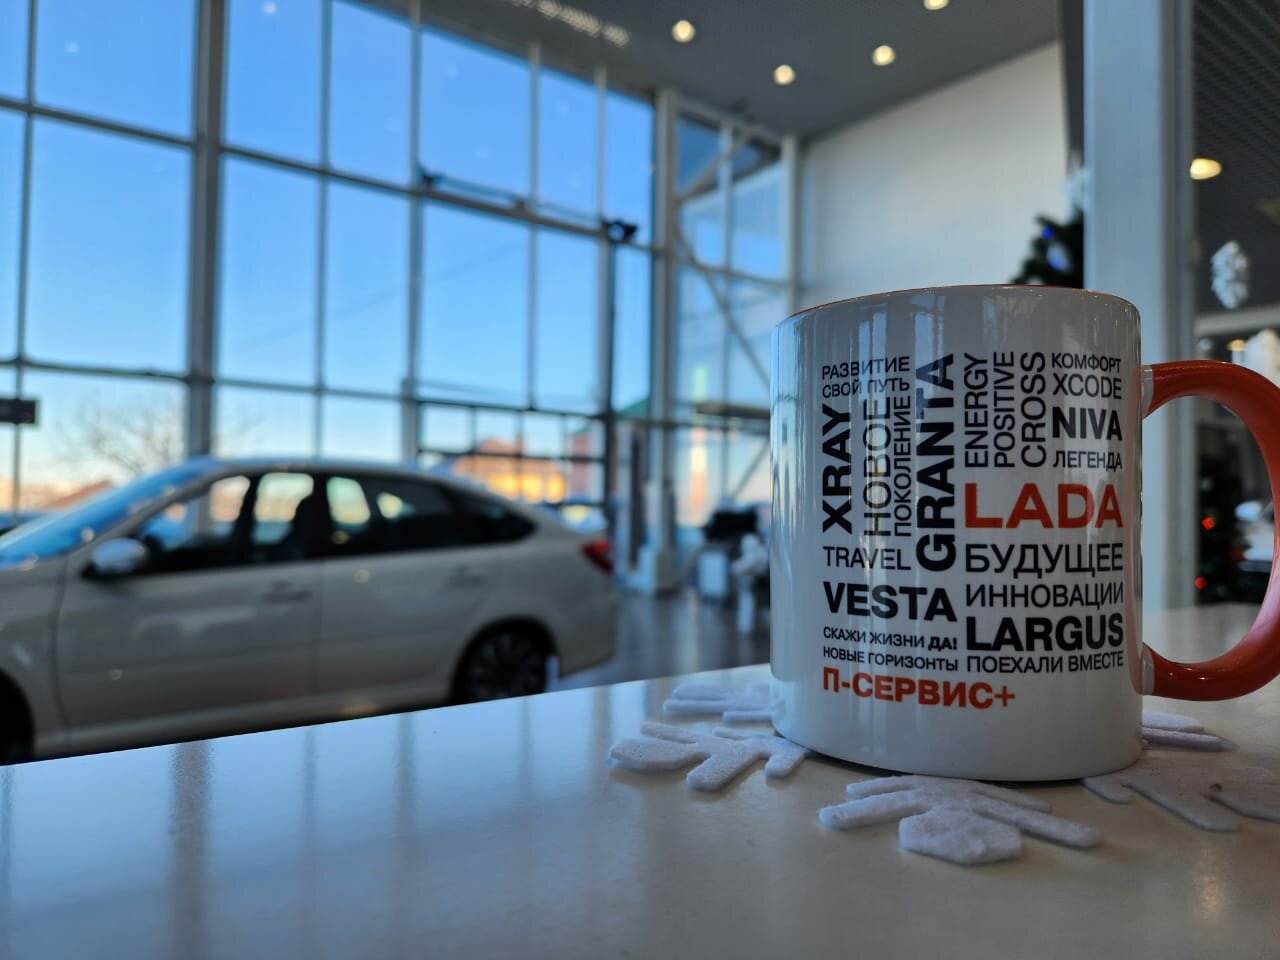 РАЗВИТИЕ
СВОЙ ПУТЬ
XRAY
НОВОЕ
ПОКОЛЕНИЕ
GRANTA
TRAVEL
VESTA
СКАЖИ ЖИЗНИ ДА!
НОВЫЕ ГОРИЗОНТЫ
П-СЕРВИС+
ENERGY
POSITIVE
CROSS
КОМФОРТ
XCODE
NIVA
ЛЕГЕНДА
LADA
БУДУЩЕЕ
ИННОВАЦИИ
LARGUS
ПОЕХАЛИ ВМЕСТЕ